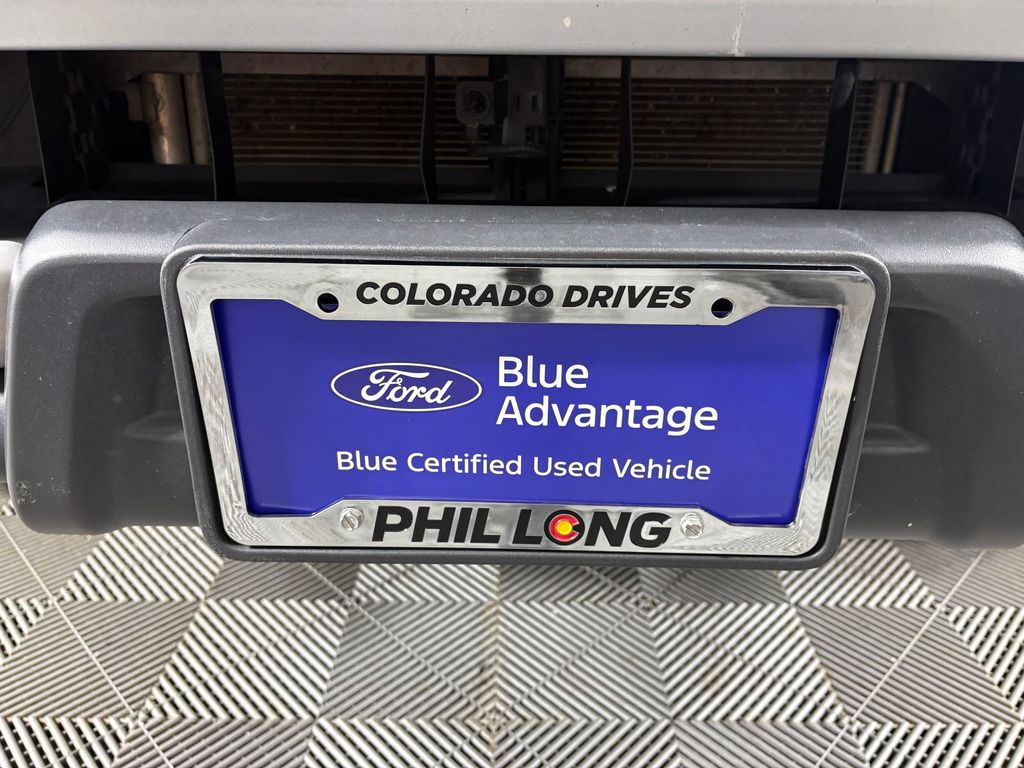 COLORADO DRIVES
Ford
Blue
Advantage
Blue Certified Used Vehicle
PHIL LONG